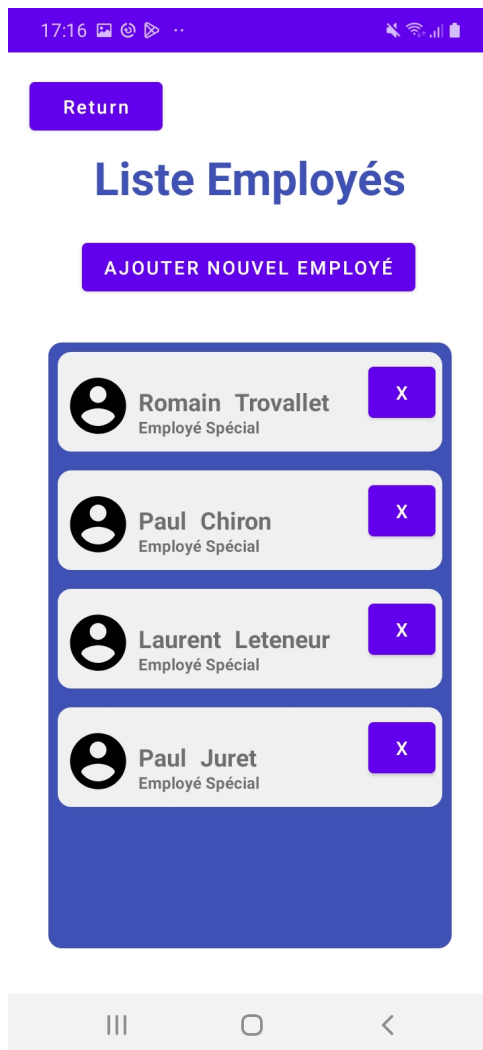 17:16
Return
Liste Employés
AJOUTER NOUVEL EMPLOYÉ
Romain Trovallet
X
Employé Spécial
Paul Chiron
X
Employé Spécial
Laurent Leteneur
X
Employé Spécial
Paul Juret
X
Employé Spécial